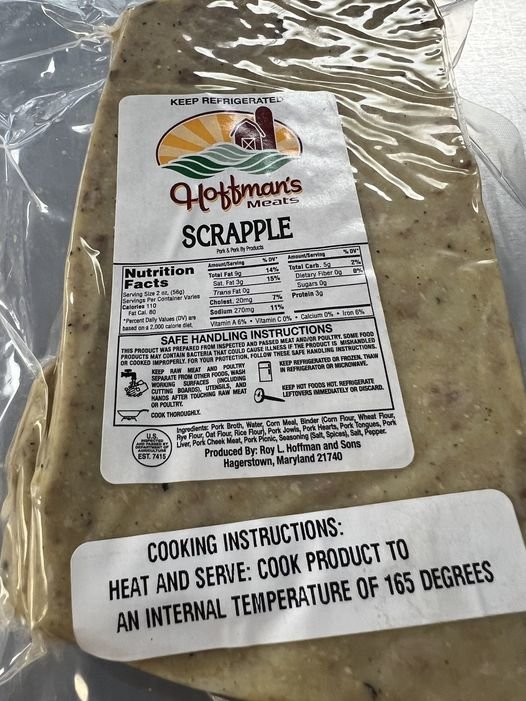 KEEP REFRIGERATED
Hoffman's
Meats
SCRAPPLE
Pork & Pork By Products
Nutrition
Facts
Serving Size 2 oz. (56g)
Servings Per Container Varies
Calories 110
Fat Cal. 80
*Percent Daily Values (DV) are
based on a 2,000 calorie diet.
Amount/Serving % DV*
Total Fat 9g 14%
Sat. Fat 3g 15%
Trans Fat 0g
Cholest. 20mg 7%
Sodium 270mg 11%
Amount/Serving % DV*
Total Carb. 5g 2%
Dietary Fiber 0g 0%
Sugars 0g
Protein 3g
Vitamin A 6% • Vitamin C 0% • Calcium 0% • Iron 6%
SAFE HANDLING INSTRUCTIONS
THIS PRODUCT WAS PREPARED FROM INSPECTED AND PASSED MEAT AND/OR POULTRY. SOME FOOD
PRODUCTS MAY CONTAIN BACTERIA THAT COULD CAUSE ILLNESS IF THE PRODUCT IS MISHANDLED
OR COOKED IMPROPERLY. FOR YOUR PROTECTION, FOLLOW THESE SAFE HANDLING INSTRUCTIONS.
KEEP RAW MEAT AND POULTRY
SEPARATE FROM OTHER FOODS. WASH
WORKING SURFACES (INCLUDING
CUTTING BOARDS), UTENSILS, AND
HANDS AFTER TOUCHING RAW MEAT
OR POULTRY.
COOK THOROUGHLY.
KEEP REFRIGERATED OR FROZEN. THAW
IN REFRIGERATOR OR MICROWAVE.
KEEP HOT FOODS HOT. REFRIGERATE
LEFTOVERS IMMEDIATELY OR DISCARD.
U.S.
INSPECTED
AND PASSED BY
DEPARTMENT OF
AGRICULTURE
EST. 7415
Ingredients: Pork Broth, Water, Corn Meal, Binder (Corn Flour, Wheat Flour,
Rye Flour, Oat Flour, Rice Flour), Pork Jowls, Pork Hearts, Pork Tongues, Pork
Liver, Pork Cheek Meat, Pork Picnic, Seasoning (Salt, Spices), Salt, Pepper.
Produced By: Roy L. Hoffman and Sons
Hagerstown, Maryland 21740
COOKING INSTRUCTIONS:
HEAT AND SERVE: COOK PRODUCT TO
AN INTERNAL TEMPERATURE OF 165 DEGREES